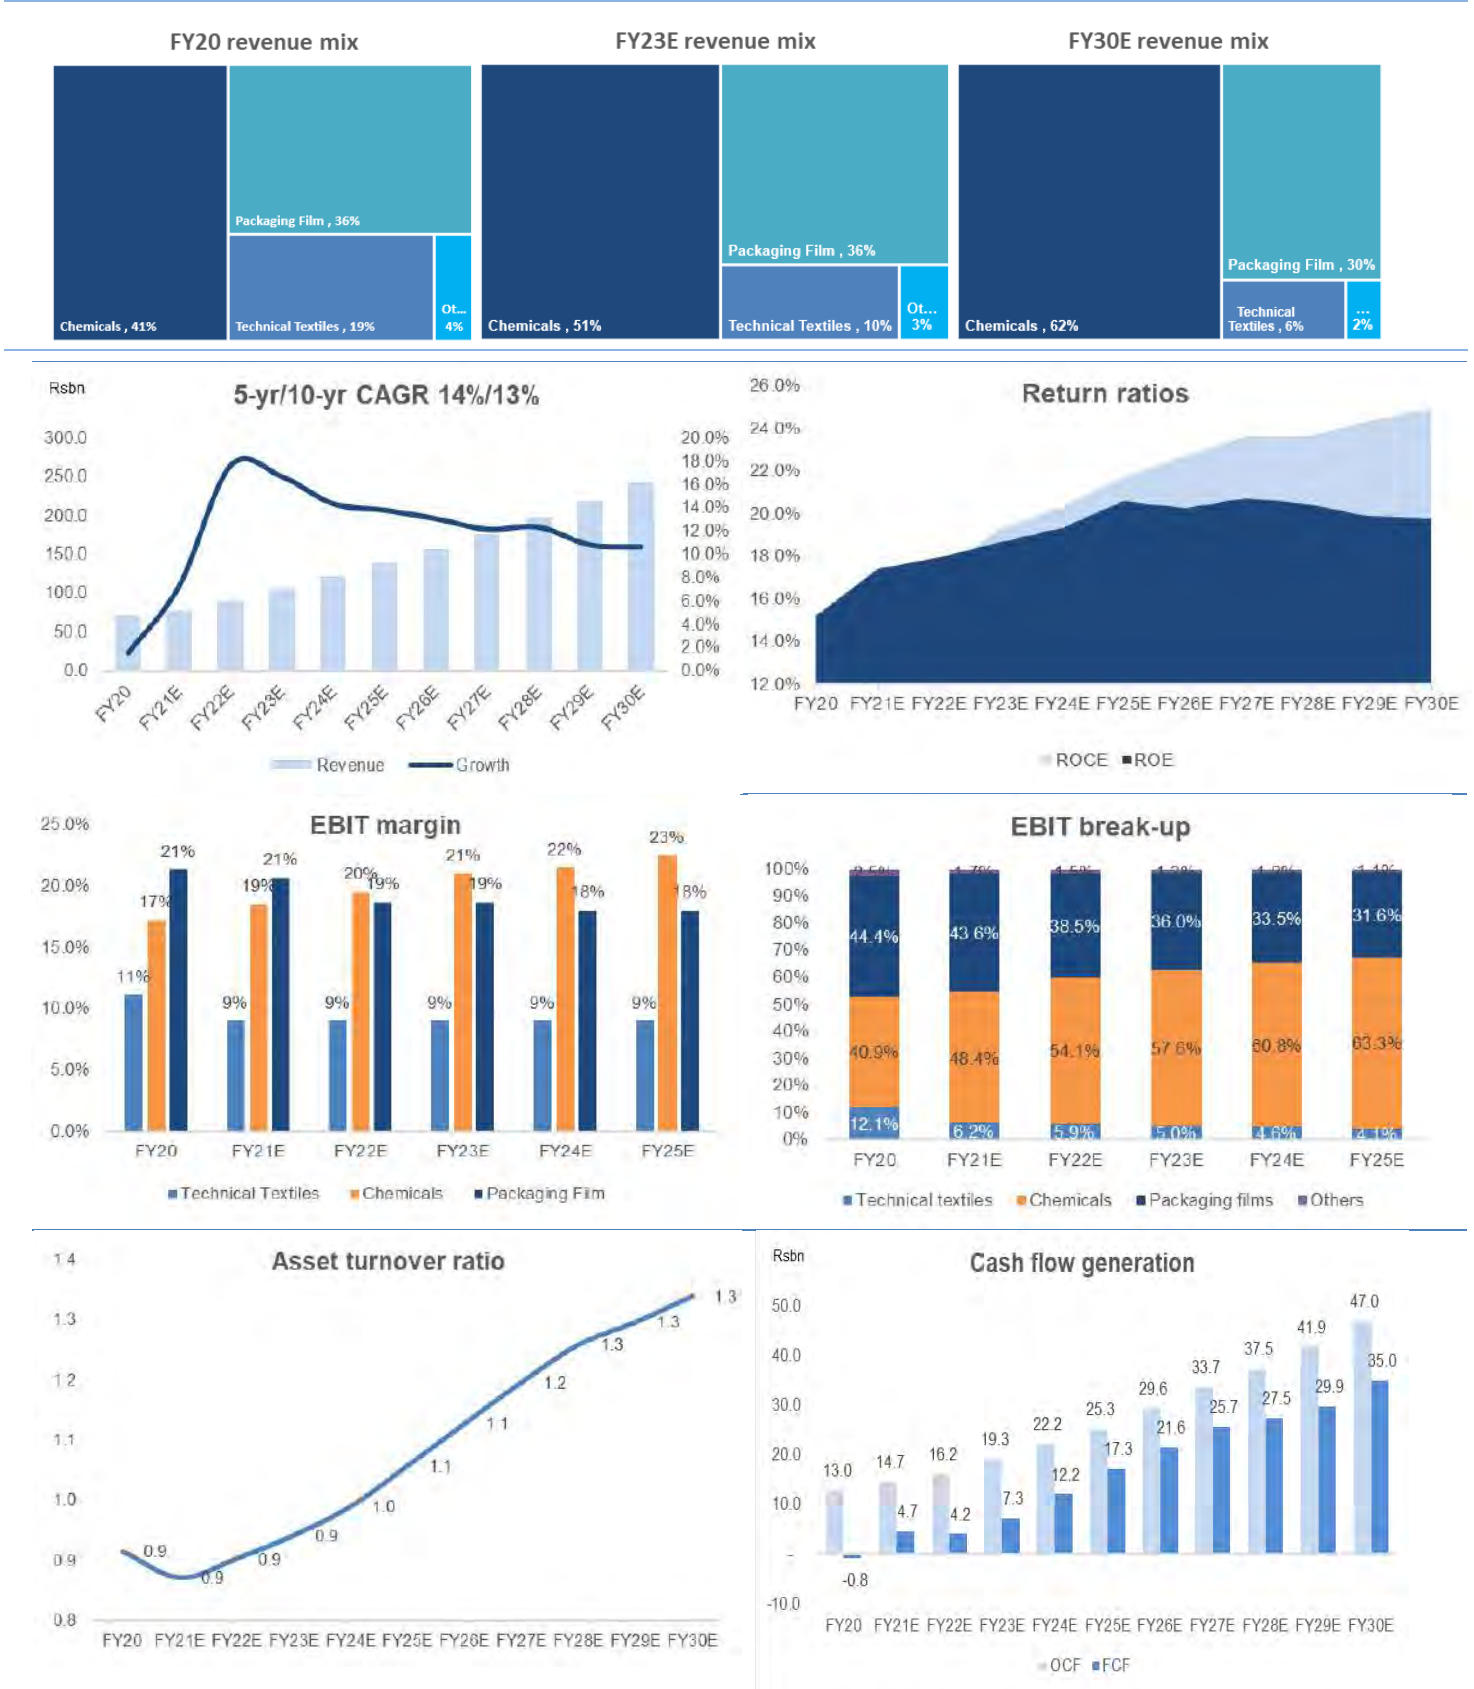 FY20 revenue mix
FY23E revenue mix
FY30E revenue mix
Packaging Film , 36%
Chemicals , 41%
Technical Textiles , 19%
Ot...
4%
Packaging Film , 36%
Chemicals , 51%
Technical Textiles , 10%
Ot...
3%
Packaging Film , 30%
Chemicals , 62%
Technical
Textiles , 6%
...
2%
Rsbn
5-yr/10-yr CAGR 14%/13%
300.0
250.0
200.0
150.0
100.0
50.0
0.0
20.0%
18.0%
16.0%
14.0%
12.0%
10.0%
8.0%
6.0%
4.0%
2.0%
0.0%
FY20 FY21E FY22E FY23E FY24E FY25E FY26E FY27E FY28E FY29E FY30E
Revenue Growth
Return ratios
26.0%
24.0%
22.0%
20.0%
18.0%
16.0%
14.0%
12.0%
FY20 FY21E FY22E FY23E FY24E FY25E FY26E FY27E FY28E FY29E FY30E
ROCE ROE
EBIT margin
25.0%
20.0%
15.0%
10.0%
5.0%
0.0%
11% 17% 21%
9% 19% 21%
9% 20% 19%
9% 21% 19%
9% 22% 18%
9% 23% 18%
FY20 FY21E FY22E FY23E FY24E FY25E
Technical Textiles Chemicals Packaging Film
EBIT break-up
100%
90%
80%
70%
60%
50%
40%
30%
20%
10%
0%
2.5% 1.7% 1.5% 1.3% 1.2% 1.1%
44.4% 43.6% 38.5% 36.0% 33.5% 31.6%
40.9% 48.4% 54.1% 57.6% 60.8% 63.3%
12.1% 6.2% 5.9% 5.0% 4.6% 4.1%
FY20 FY21E FY22E FY23E FY24E FY25E
Technical textiles Chemicals Packaging films Others
Asset turnover ratio
1.4
1.3
1.2
1.1
1.0
0.9
0.8
0.9 0.9 0.9 0.9 1.0 1.1 1.1 1.2 1.3 1.3 1.3
FY20 FY21E FY22E FY23E FY24E FY25E FY26E FY27E FY28E FY29E FY30E
Rsbn
Cash flow generation
50.0
40.0
30.0
20.0
10.0
-
-10.0
13.0 14.7 16.2 19.3 22.2 25.3 29.6 33.7 37.5 41.9 47.0
-0.8 4.7 4.2 7.3 12.2 17.3 21.6 25.7 27.5 29.9 35.0
FY20 FY21E FY22E FY23E FY24E FY25E FY26E FY27E FY28E FY29E FY30E
OCF FCF